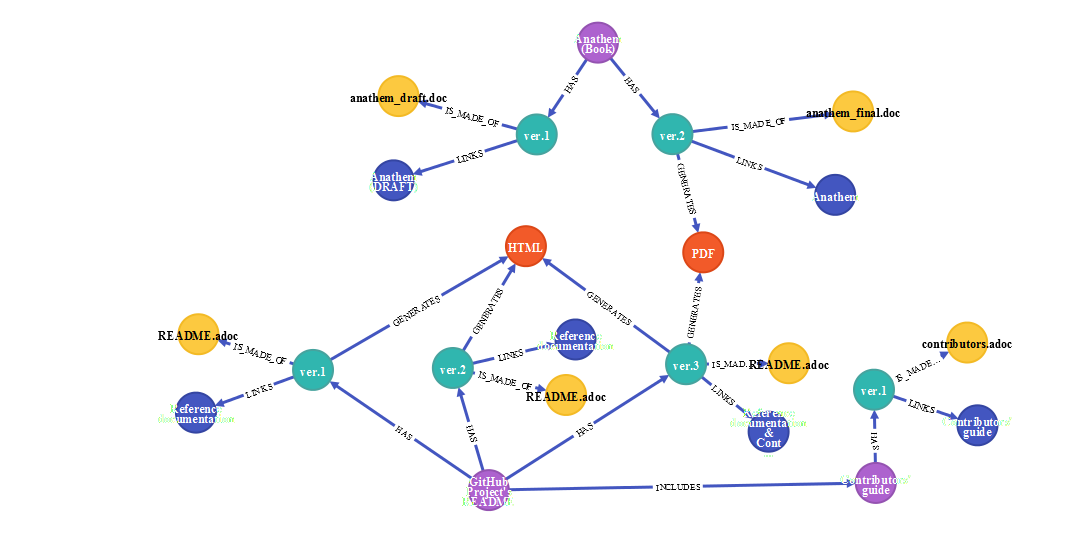 Anathem
(Book)
HAS
HAS
anathem_draft.doc
IS_MADE_OF
ver.1
LINKS
Anathem
(DRAFT)
ver.2
IS_MADE_OF
anathem_final.doc
LINKS
Anathem
GENERATES
HTML
PDF
GENERATES
GENERATES
GENERATES
GENERATES
README.adoc
IS_MADE_OF
ver.1
LINKS
Reference
documentation
ver.2
LINKS
Reference
documentation
IS_MADE_OF
README.adoc
ver.3
IS_MAD...
README.adoc
LINKS
Reference
documentation
&
Cont
...
contributors.adoc
IS_MADE...
ver.1
LINKS
Contributors'
guide
HAS
HAS
HAS
HAS
GitHub
Project's
README
INCLUDES
Contributors'
guide